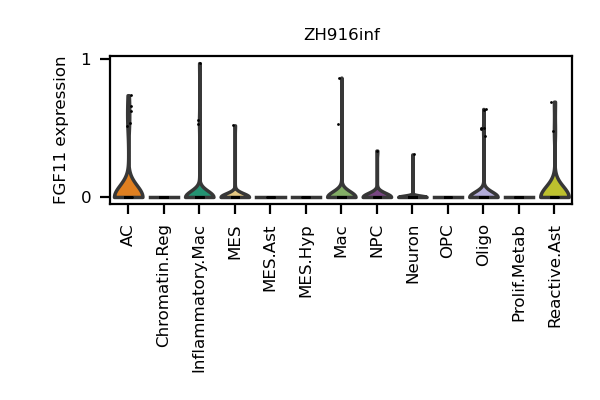 ZH916inf
FGF11 expression
1
0
AC
Chromatin.Reg
Inflammatory.Mac
MES
MES.Ast
MES.Hyp
Mac
NPC
Neuron
OPC
Oligo
Prolif.Metab
Reactive.Ast